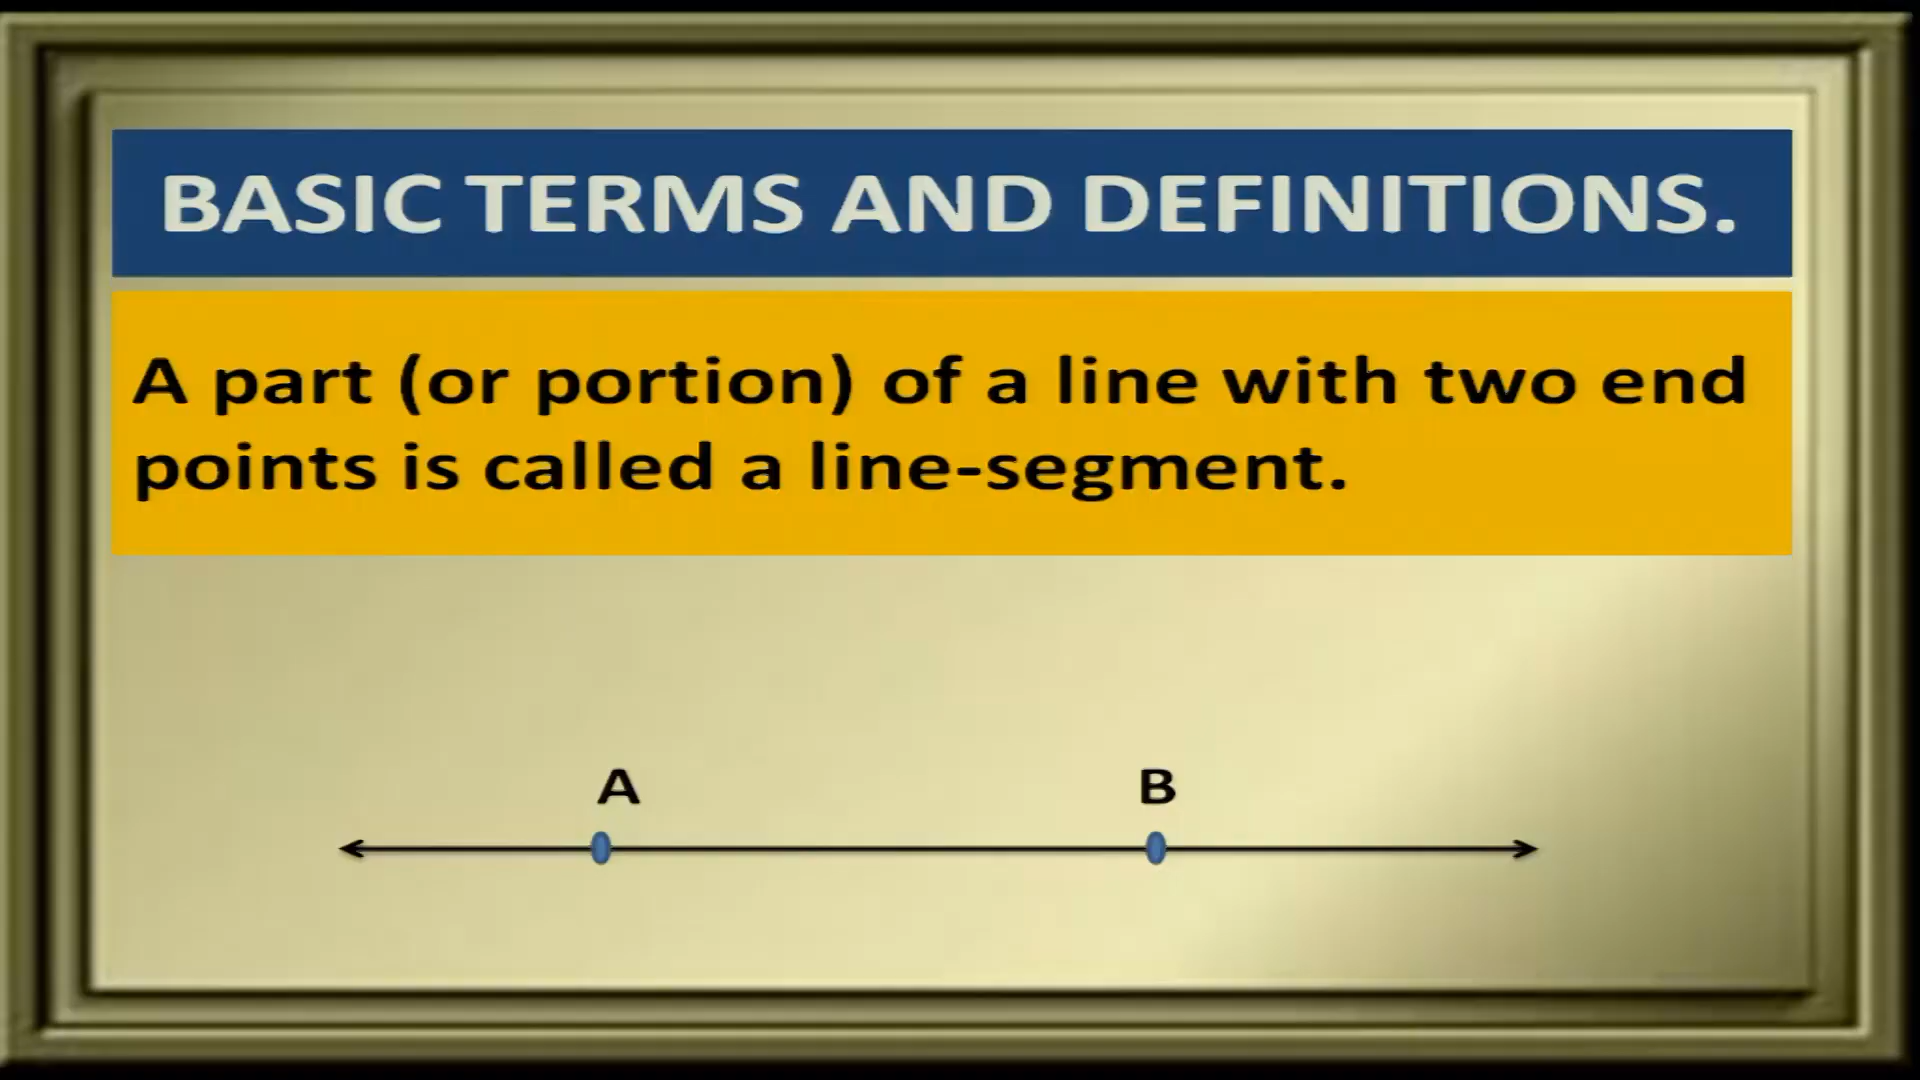 BASIC TERMS AND DEFINITIONS.
A part (or portion) of a line with two end
points is called a line-segment.
A B